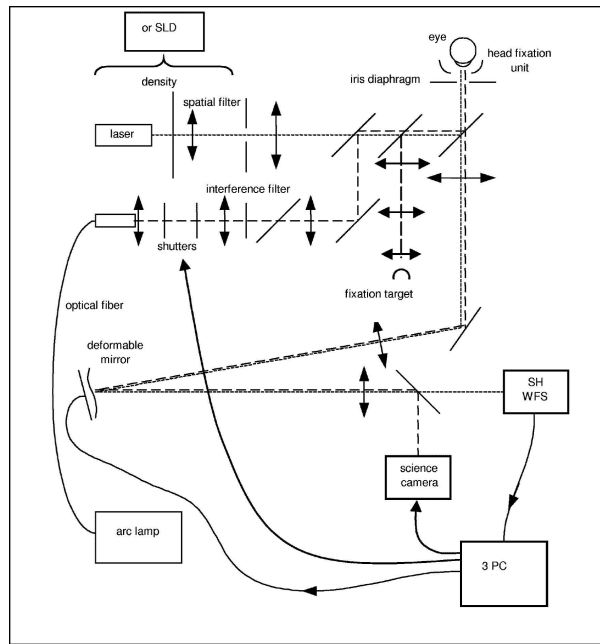 or SLD
eye
head fixation
unit
iris diaphragm
density
spatial filter
laser
interference filter
shutters
fixation target
optical fiber
deformable
mirror
SH
WFS
science
camera
arc lamp
3 PC